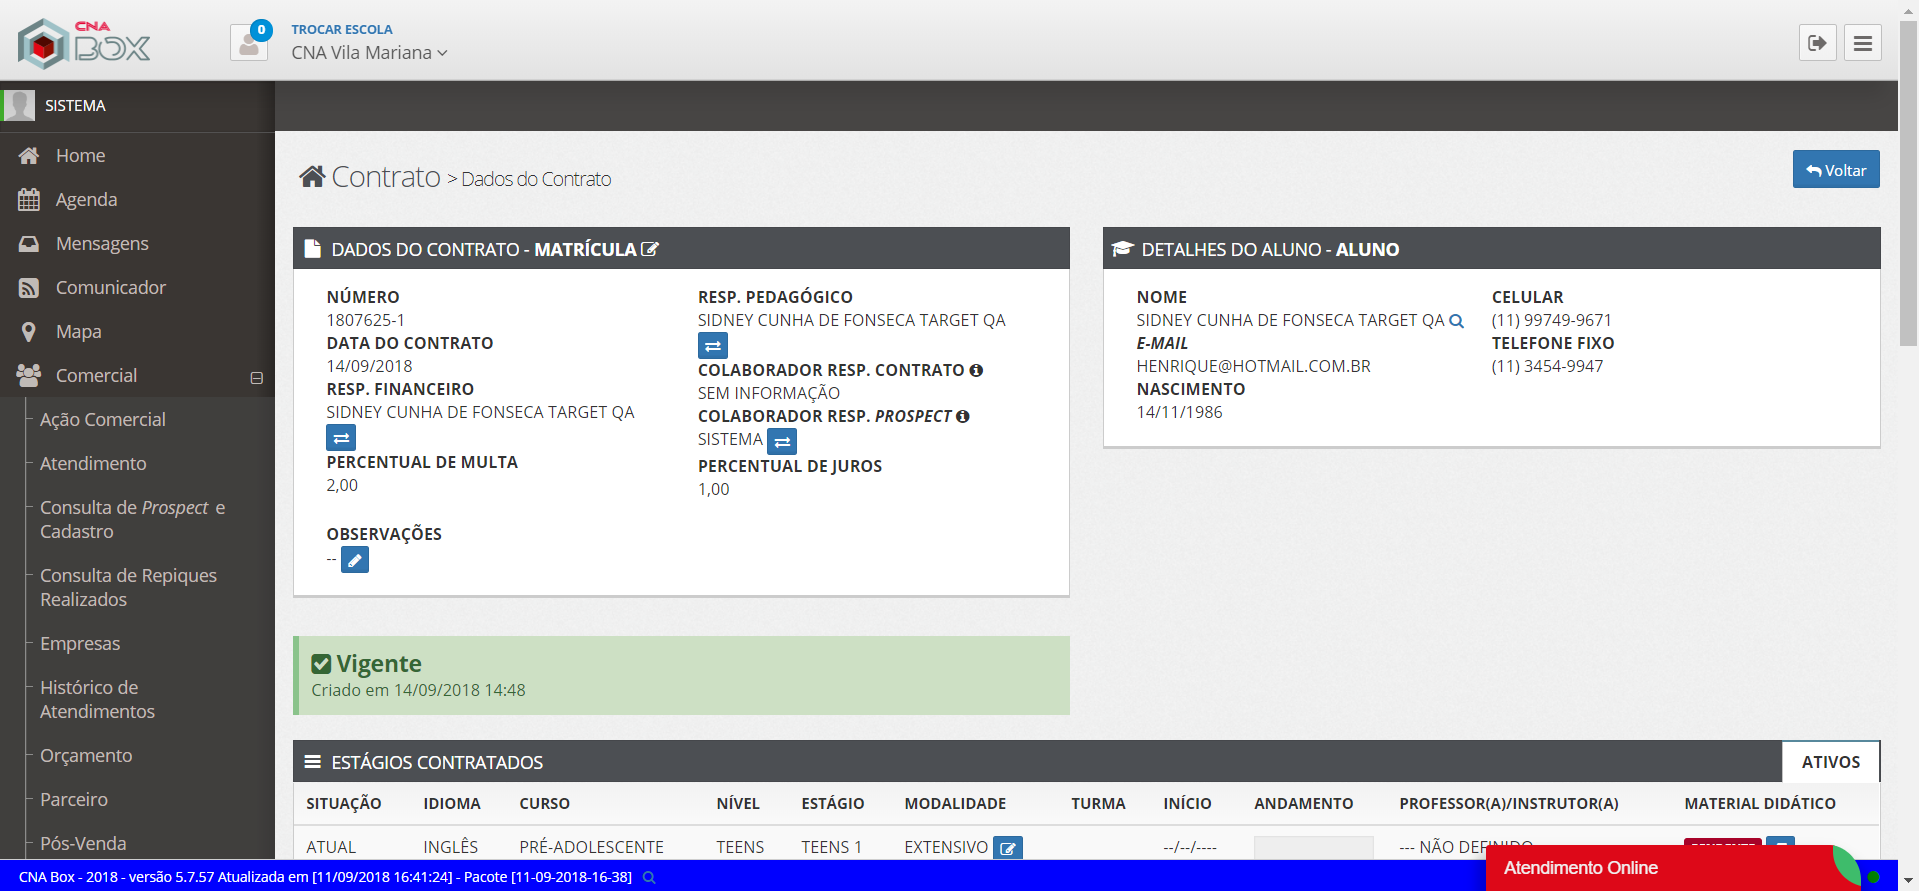 CNA
BOX
0
TROCAR ESCOLA
CNA Vila Mariana
SISTEMA
Home
Agenda
Mensagens
Comunicador
Mapa
Comercial
Ação Comercial
Atendimento
Consulta de Prospect e
Cadastro
Consulta de Repiques
Realizados
Empresas
Histórico de
Atendimentos
Orçamento
Parceiro
Pós-Venda
Contrato > Dados do Contrato
Voltar
DADOS DO CONTRATO - MATRÍCULA
NÚMERO
1807625-1
DATA DO CONTRATO
14/09/2018
RESP. FINANCEIRO
SIDNEY CUNHA DE FONSECA TARGET QA
PERCENTUAL DE MULTA
2,00
OBSERVAÇÕES
--
RESP. PEDAGÓGICO
SIDNEY CUNHA DE FONSECA TARGET QA
COLABORADOR RESP. CONTRATO
SEM INFORMAÇÃO
COLABORADOR RESP. PROSPECT
SISTEMA
PERCENTUAL DE JUROS
1,00
DETALHES DO ALUNO - ALUNO
NOME
SIDNEY CUNHA DE FONSECA TARGET QA
E-MAIL
HENRIQUE@HOTMAIL.COM.BR
NASCIMENTO
14/11/1986
CELULAR
(11) 99749-9671
TELEFONE FIXO
(11) 3454-9947
Vigente
Criado em 14/09/2018 14:48
ESTÁGIOS CONTRATADOS
ATIVOS
SITUAÇÃO IDIOMA CURSO NÍVEL ESTÁGIO MODALIDADE TURMA INÍCIO ANDAMENTO PROFESSOR(A)/INSTRUTOR(A) MATERIAL DIDÁTICO
ATUAL INGLÊS PRÉ-ADOLESCENTE TEENS TEENS 1 EXTENSIVO --/--/---- --- NÃO DEFINIDO
Atendimento Online
CNA Box - 2018 - versão 5.7.57 Atualizada em [11/09/2018 16:41:24] - Pacote [11-09-2018-16-38]